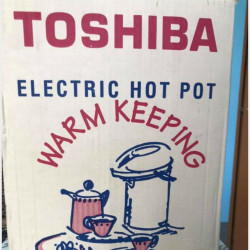 TOSHIBA
ELECTRIC HOT POT
WARM KEEPING